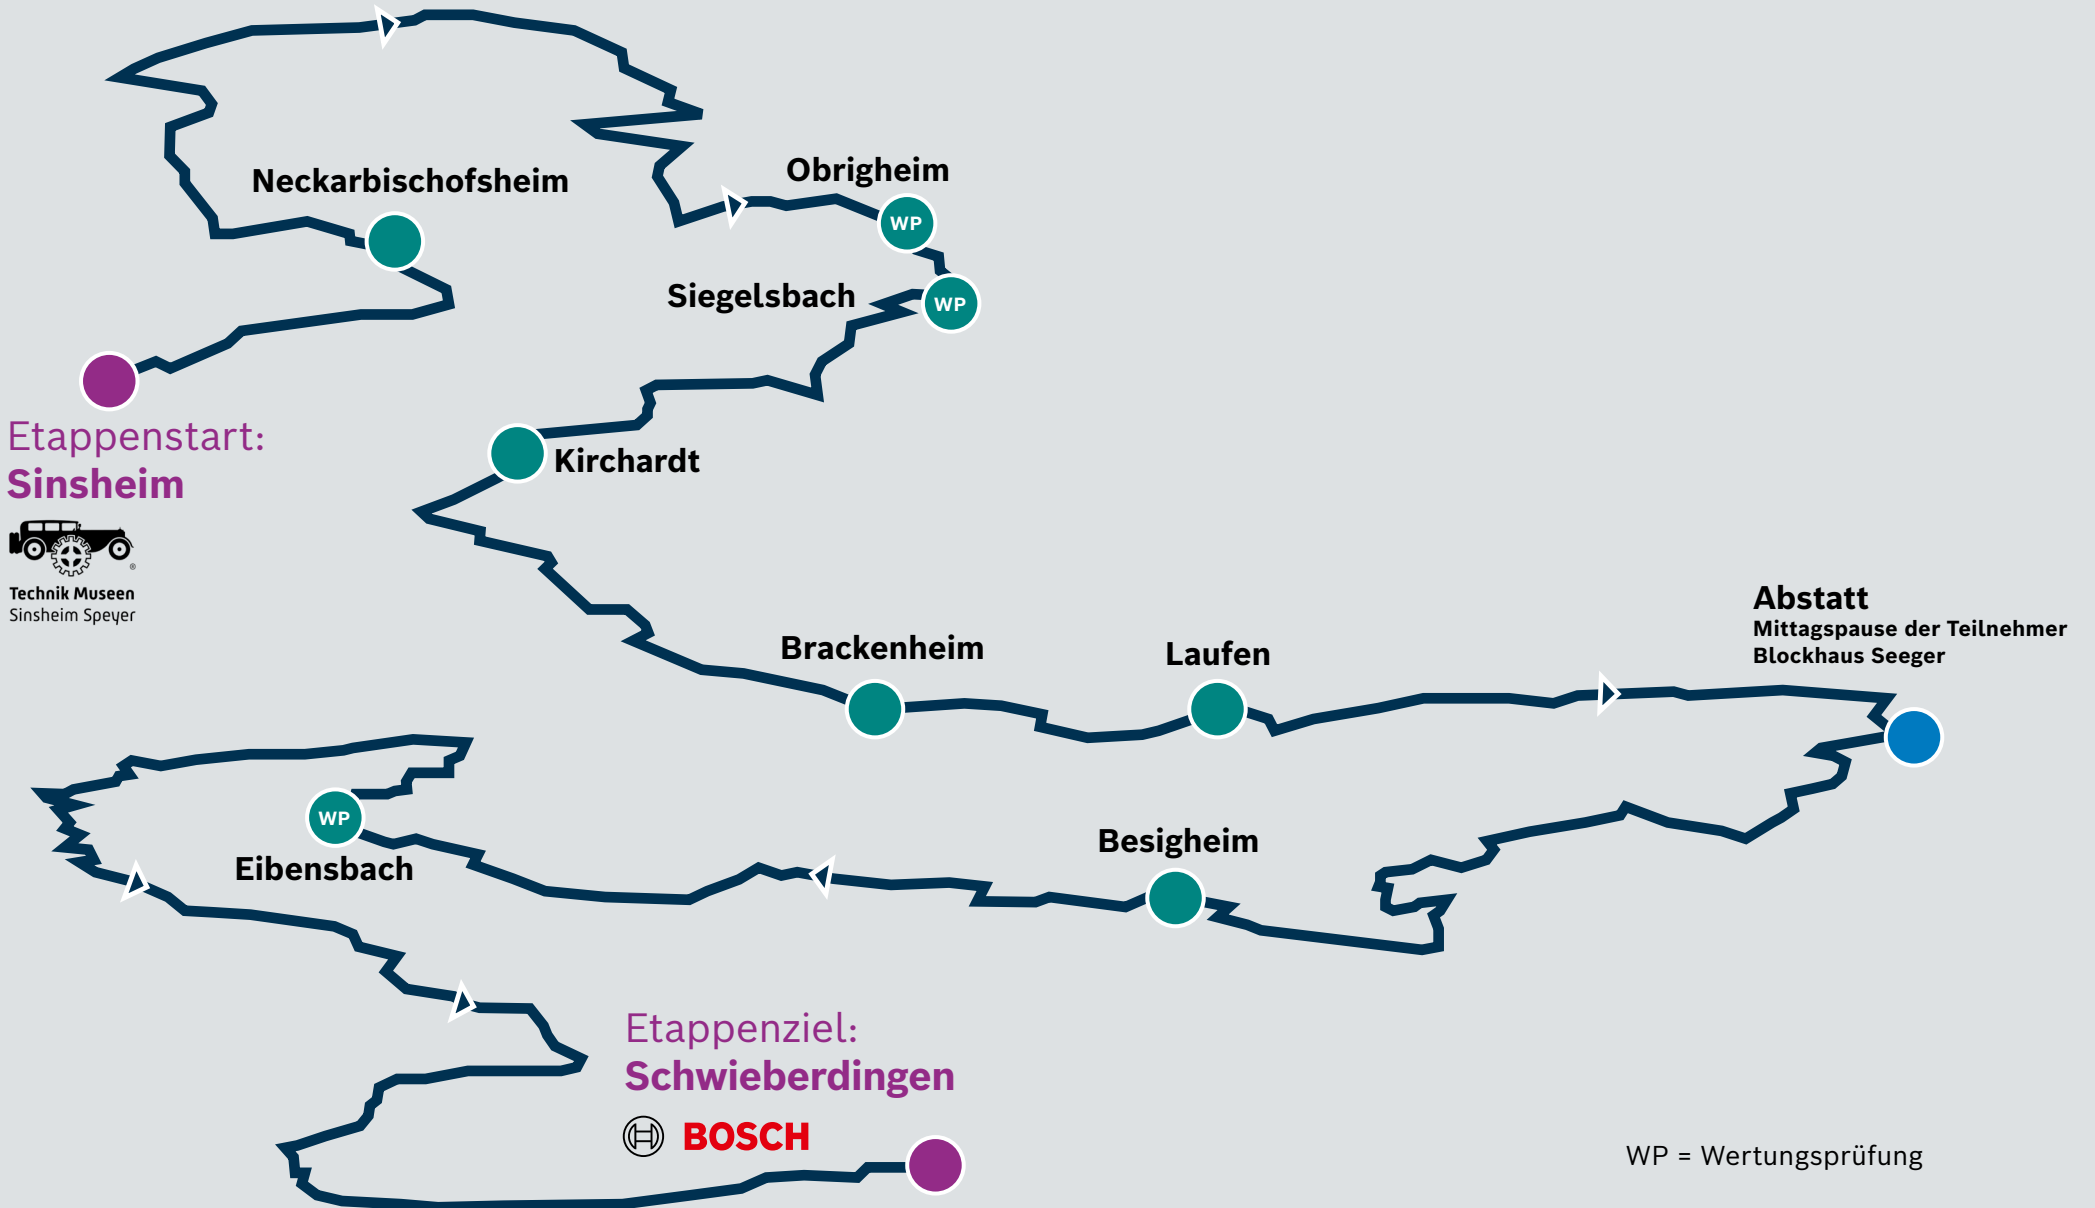 Neckarbischofsheim
Obrigheim
WP
Siegelsbach
WP
Etappenstart:
Sinsheim
Kirchardt
Technik Museen
Sinsheim Speyer
®
Abstatt
Mittagspause der Teilnehmer
Blockhaus Seeger
Brackenheim
Laufen
WP
Eibensbach
Besigheim
Etappenziel:
Schwieberdingen
BOSCH
WP = Wertungsprüfung